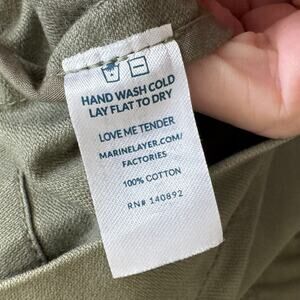 HAND WASH COLD
LAY FLAT TO DRY
LOVE ME TENDER
MARINELAYER.COM/
FACTORIES
100% COTTON
RN# 140892